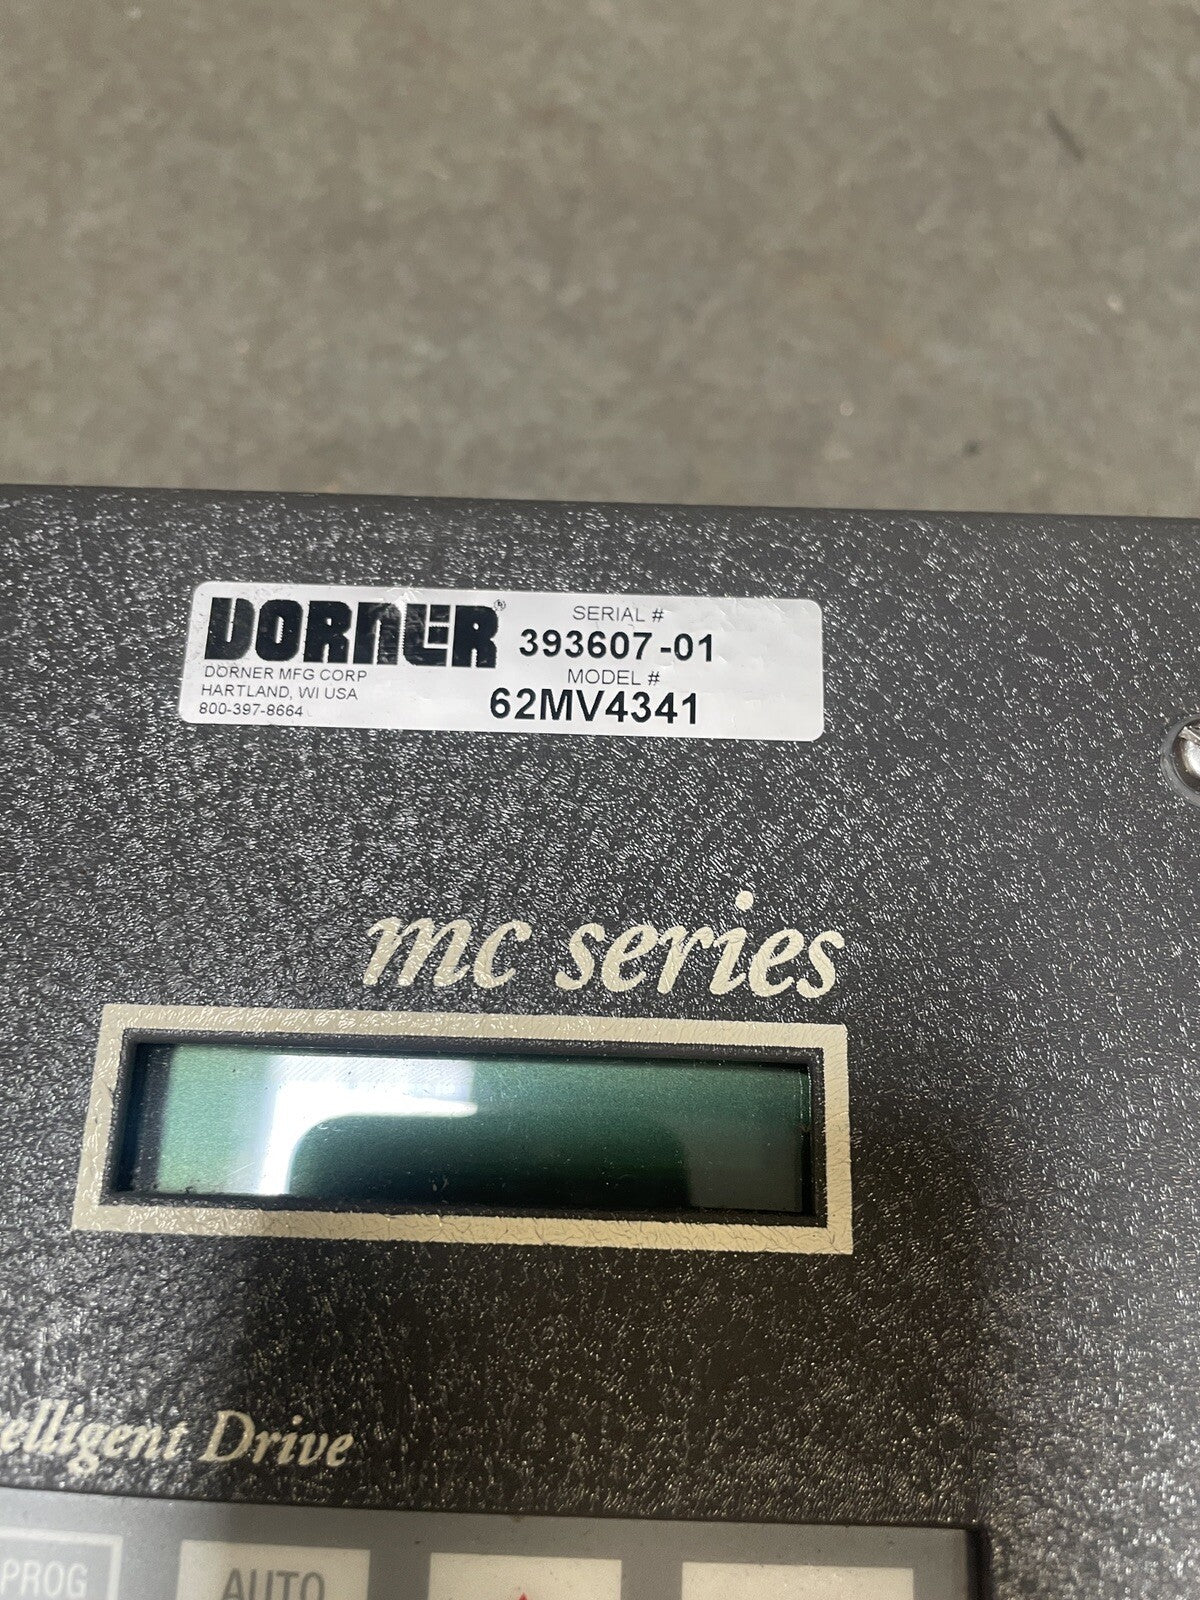 DORNER®
DORNER MFG CORP
HARTLAND, WI USA
800-397-8664
SERIAL #
393607-01
MODEL #
62MV4341
mc series
elligent Drive
PROG
AUTO